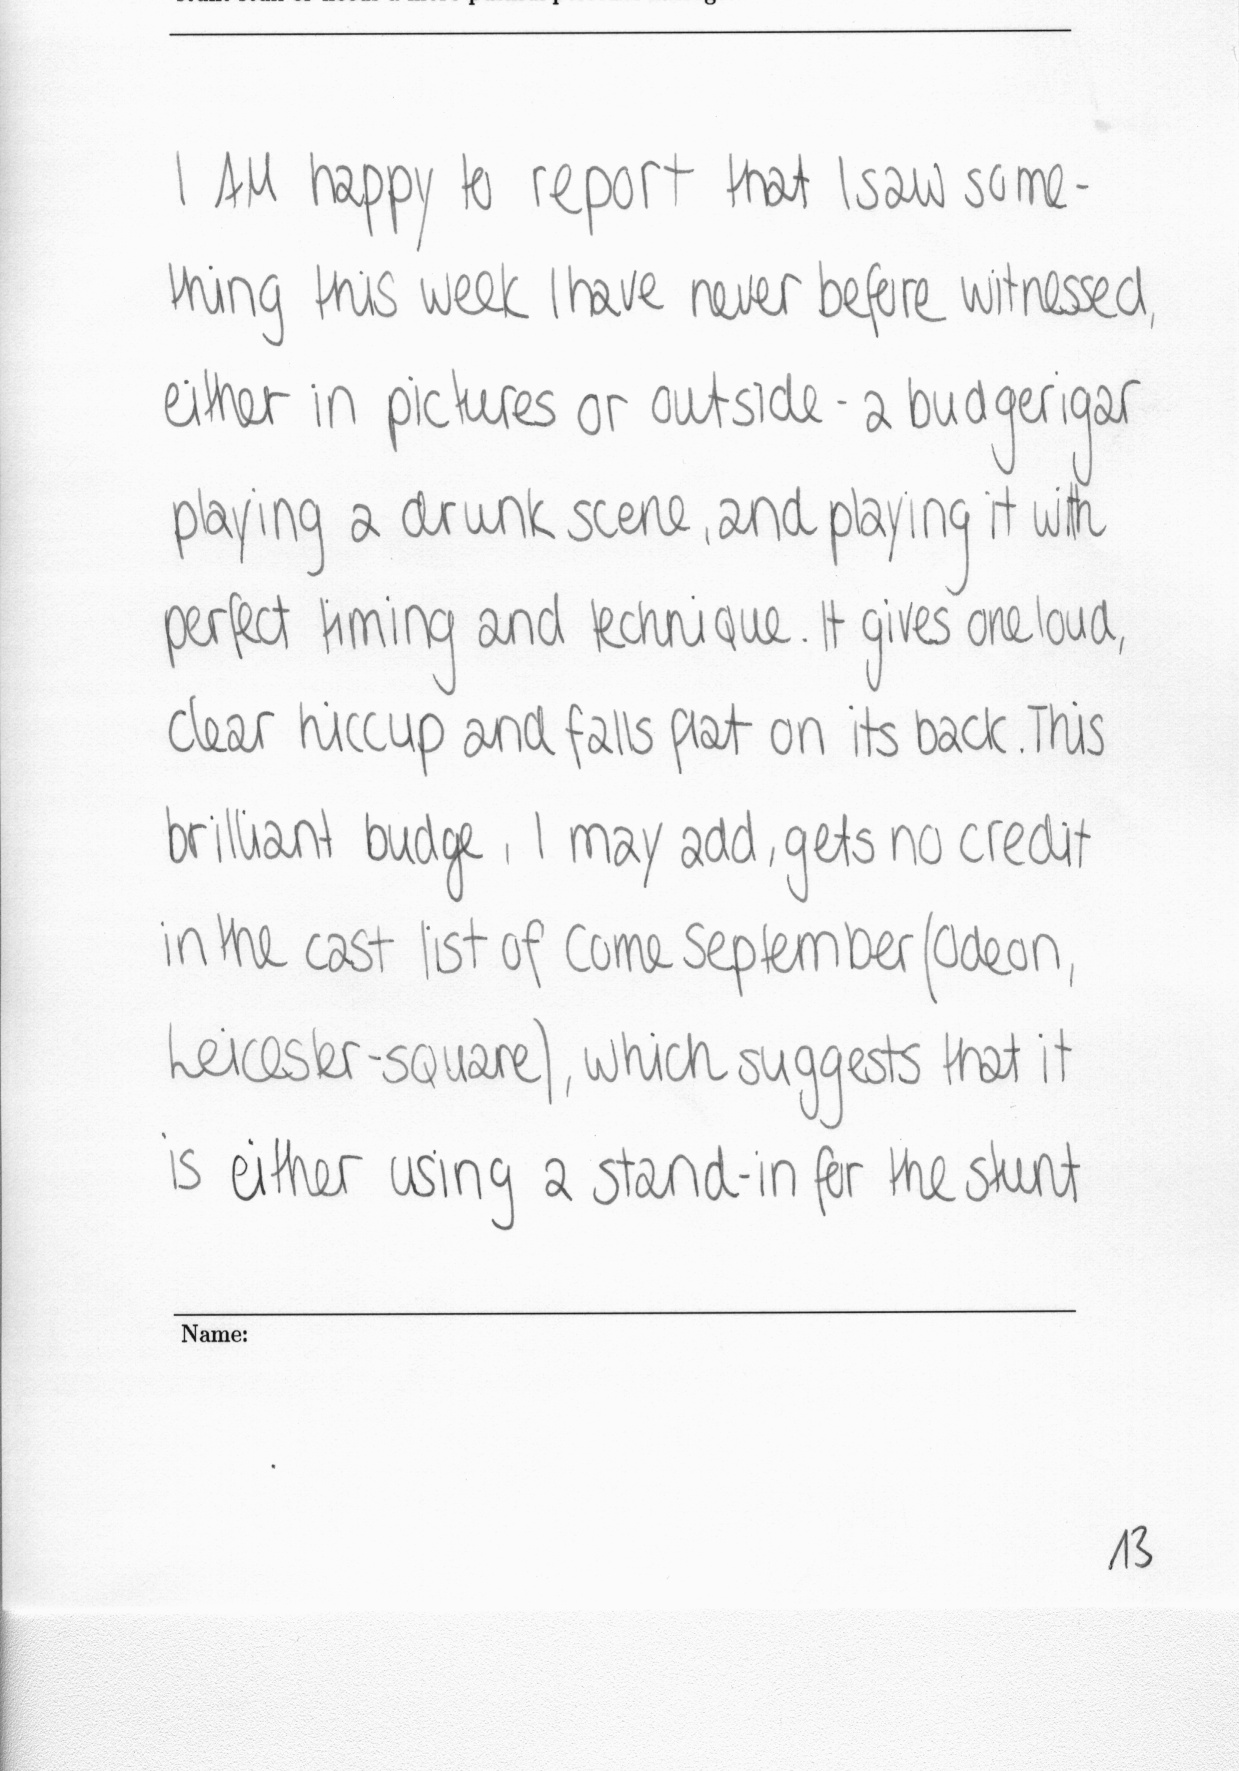 I AM happy to report that I saw some-
thing this week I have never before witnessed,
either in pictures or outside - a budgerigar
playing a drunk scene, and playing it with
perfect timing and technique. It gives one loud,
clear hiccup and falls flat on its back. This
brilliant budge, I may add, gets no credit
in the cast list of Come September (Odeon,
Leicester-square), which suggests that it
is either using a stand-in for the stunt
Name:
13